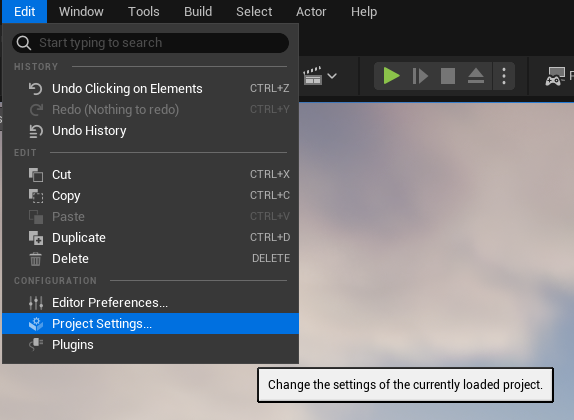 Edit Window Tools Build Select Actor Help
Start typing to search
HISTORY
Undo Clicking on Elements CTRL+Z
Redo (Nothing to redo) CTRL+Y
Undo History
EDIT
Cut CTRL+X
Copy CTRL+C
Paste CTRL+V
Duplicate CTRL+D
Delete DELETE
CONFIGURATION
Editor Preferences...
Project Settings...
Plugins
Change the settings of the currently loaded project.